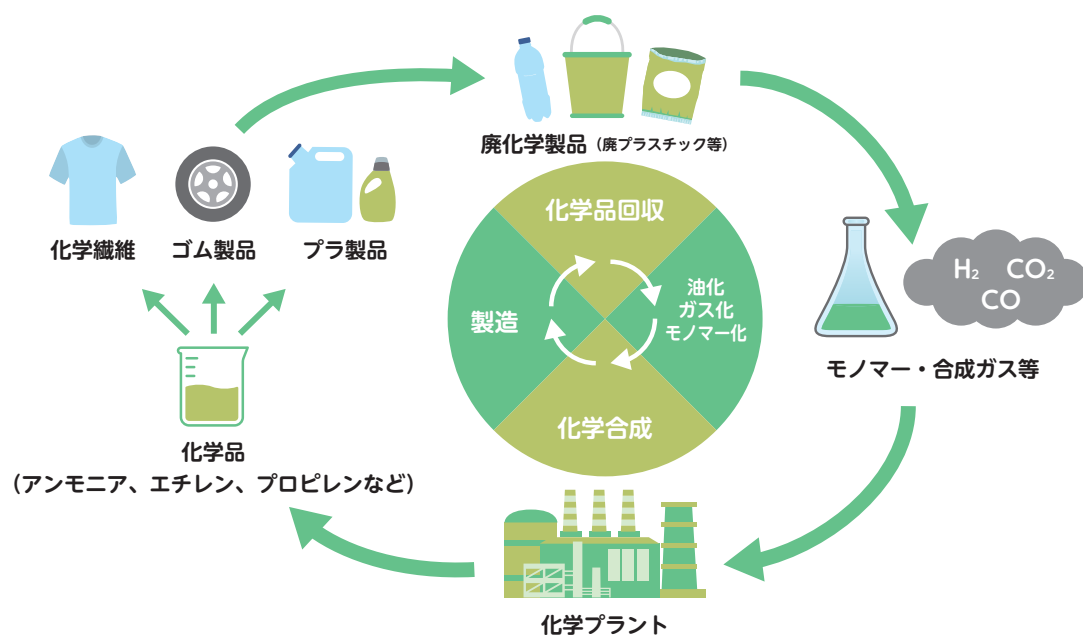 廃化学製品（廃プラスチック等）
化学繊維
ゴム製品
プラ製品
化学品回収
製造
油化
ガス化
モノマー化
化学合成
H₂ CO₂
CO
モノマー・合成ガス等
化学品
（アンモニア、エチレン、プロピレンなど）
化学プラント